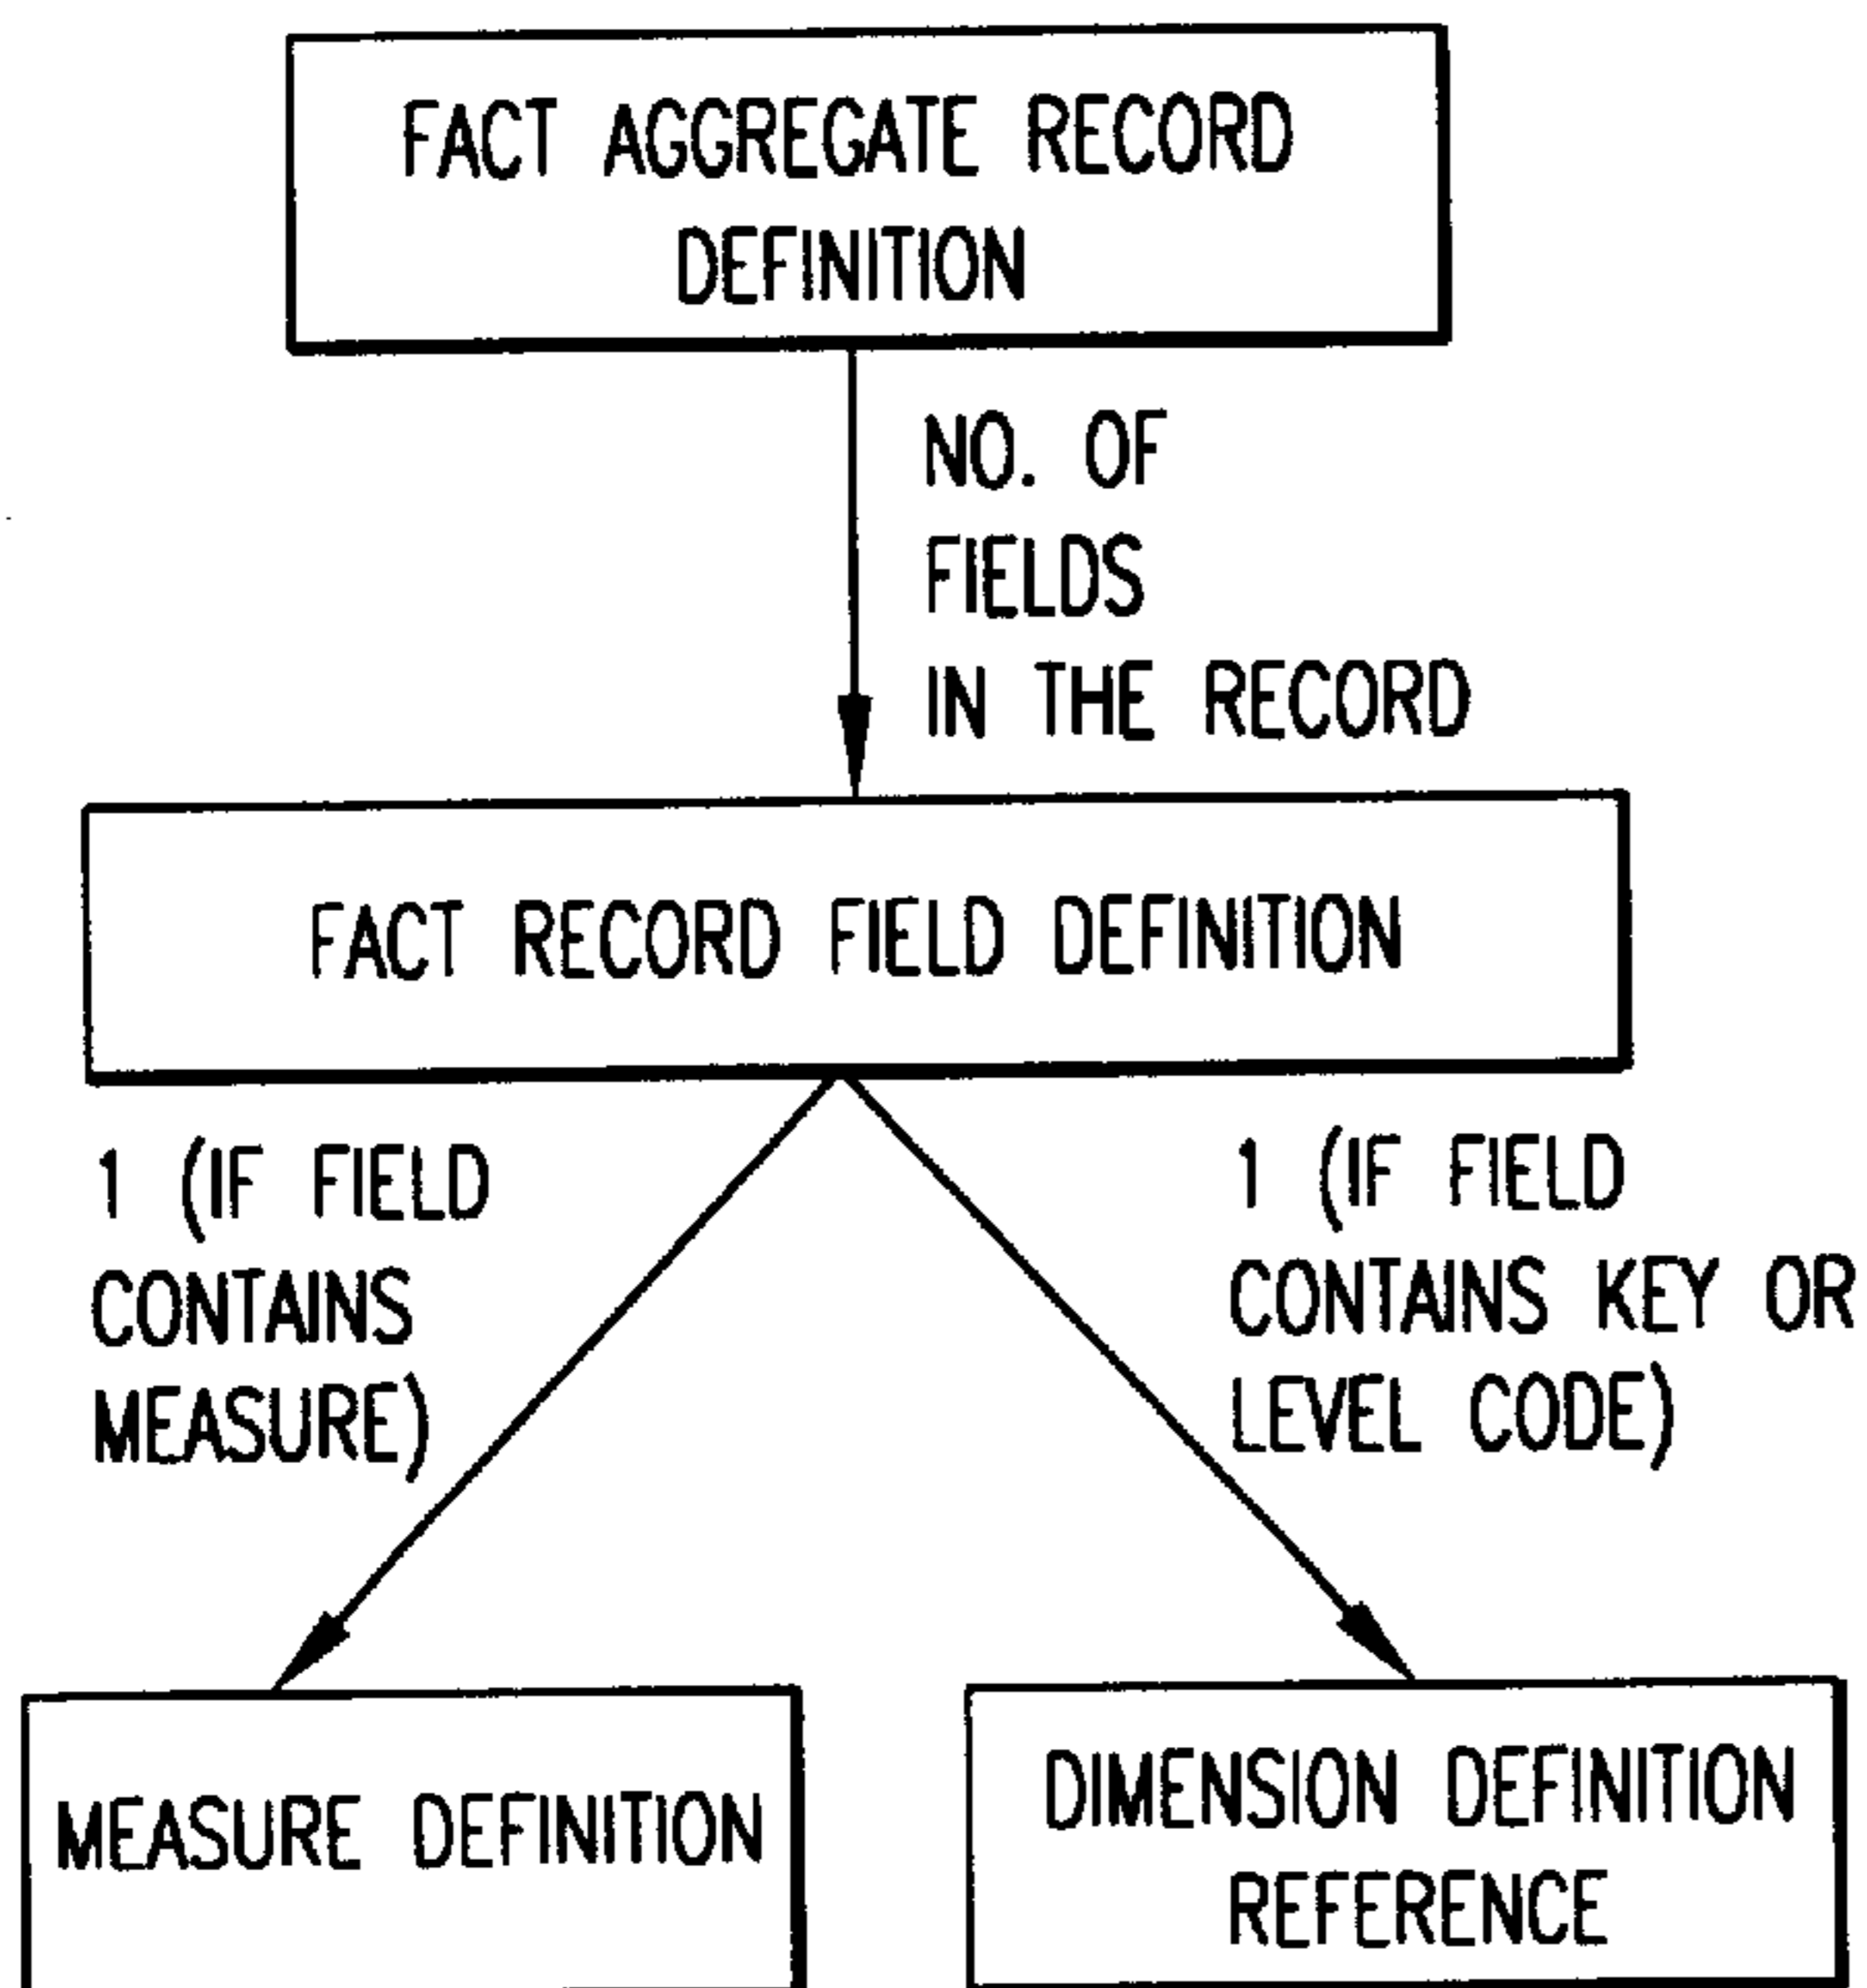 FACT AGGREGATE RECORD
DEFINITION
NO. OF
FIELDS
IN THE RECORD
FACT RECORD FIELD DEFINITION
1 (IF FIELD
CONTAINS
MEASURE)
1 (IF FIELD
CONTAINS KEY OR
LEVEL CODE)
MEASURE DEFINITION
DIMENSION DEFINITION
REFERENCE